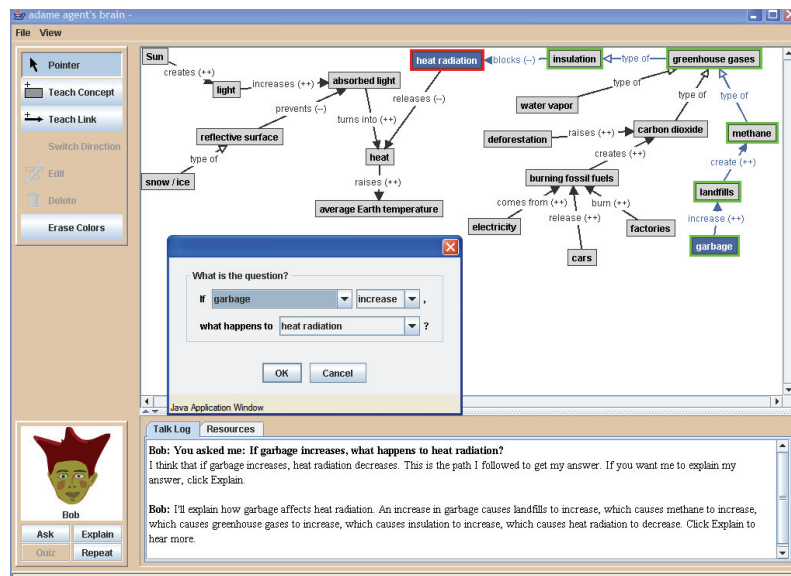 adame agent's brain -
File View
Pointer
Teach Concept
Teach Link
Switch Direction
Edit
Delete
Erase Colors
Sun
creates (++)
light
increases (++)
absorbed light
prevents (--)
reflective surface
type of
snow / ice
turns into (++)
heat
raises (++)
average Earth temperature
releases (--)
heat radiation
blocks (--)
insulation
type of
greenhouse gases
type of
water vapor
type of
type of
deforestation
raises (++)
carbon dioxide
methane
creates (++)
create (++)
burning fossil fuels
landfills
comes from (++)
burn (++)
release (++)
increase (++)
electricity
factories
garbage
cars
What is the question?
If garbage increase ,
what happens to heat radiation ?
OK Cancel
Java Application Window
Talk Log Resources
Bob: You asked me: If garbage increases, what happens to heat radiation?
I think that if garbage increases, heat radiation decreases. This is the path I followed to get my answer. If you want me to explain my
answer, click Explain.
Bob: I'll explain how garbage affects heat radiation. An increase in garbage causes landfills to increase, which causes methane to increase,
which causes greenhouse gases to increase, which causes insulation to increase, which causes heat radiation to decrease. Click Explain to
hear more.
Bob
Ask Explain
Quiz Repeat